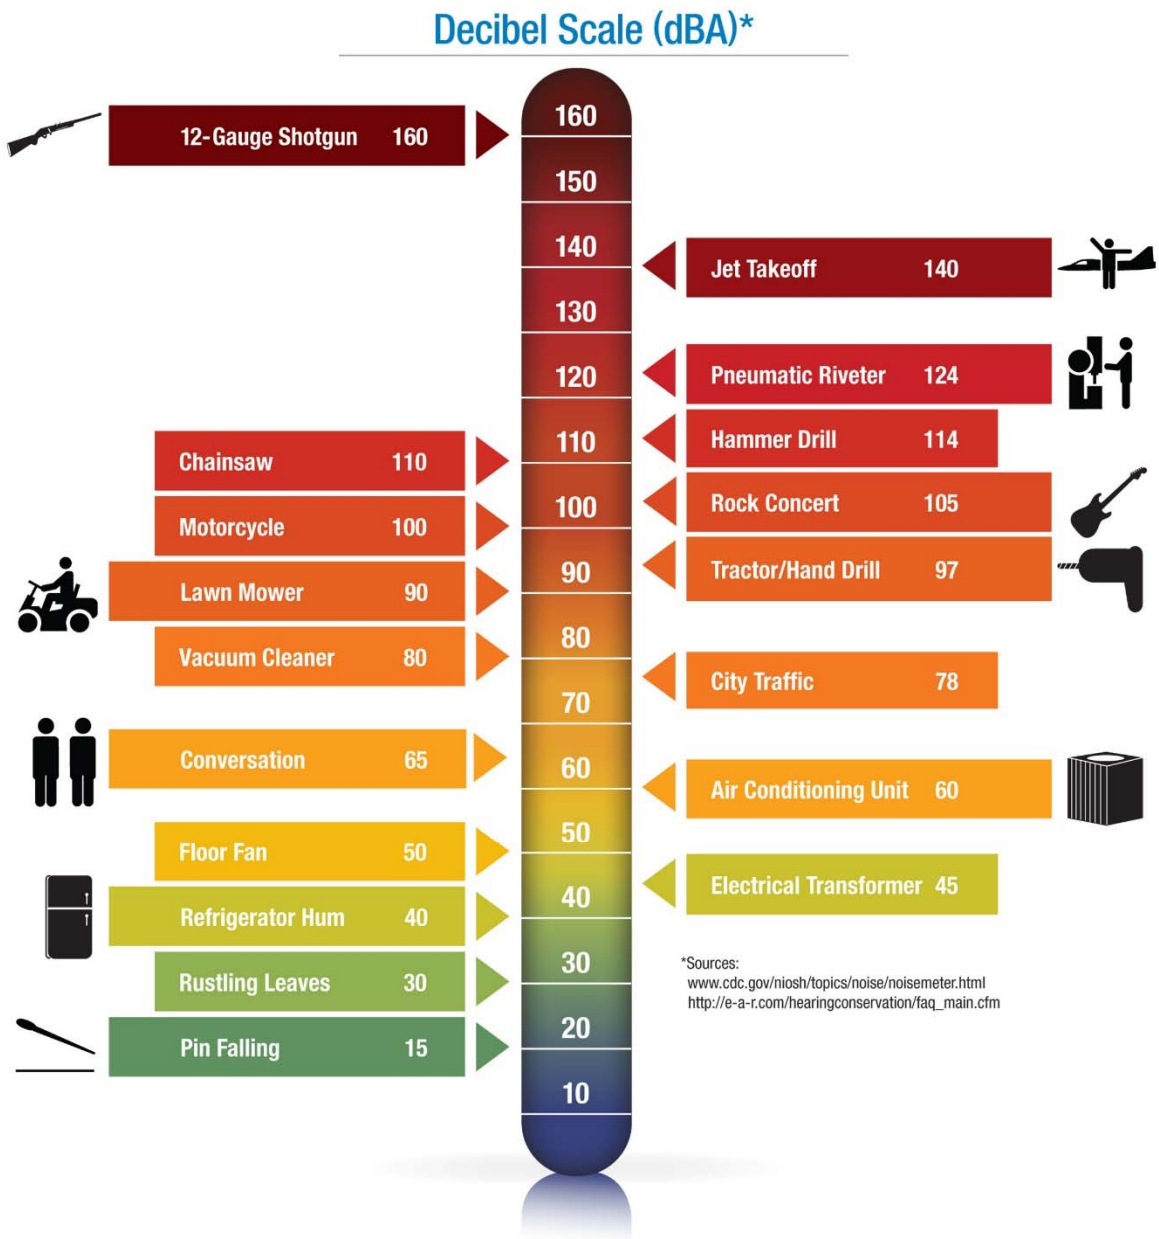 Decibel Scale (dBA)*
12-Gauge Shotgun 160
160
150
140
Jet Takeoff 140
130
120
Pneumatic Riveter 124
110
Hammer Drill 114
Chainsaw 110
100
Rock Concert 105
Motorcycle 100
90
Tractor/Hand Drill 97
Lawn Mower 90
80
Vacuum Cleaner 80
City Traffic 78
70
Conversation 65
60
Air Conditioning Unit 60
50
Floor Fan 50
Electrical Transformer 45
40
Refrigerator Hum 40
30
Rustling Leaves 30
20
Pin Falling 15
10
*Sources:
www.cdc.gov/niosh/topics/noise/noisemeter.html
http://e-a-r.com/hearingconservation/faq_main.cfm